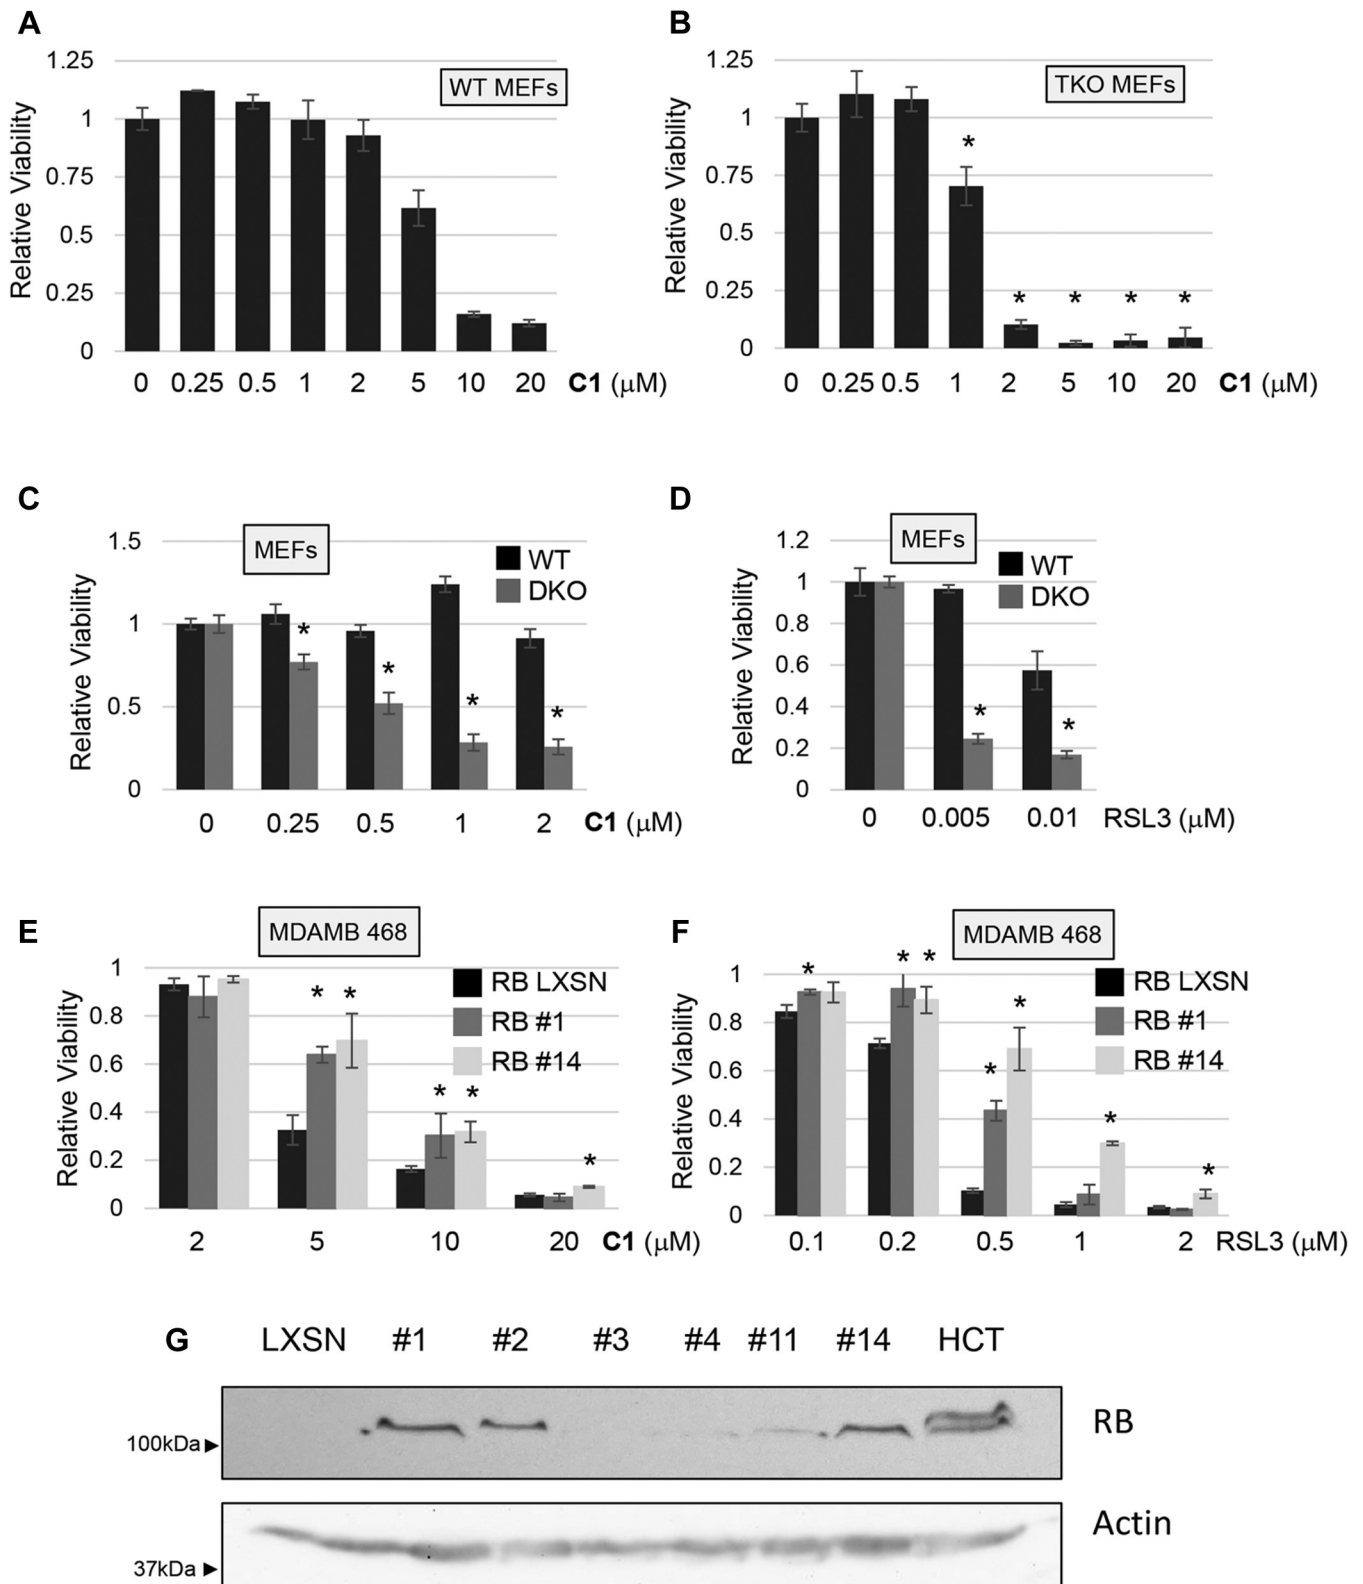 A
1.25
1
0.75
0.5
0.25
0
Relative Viability
WT MEFs
0 0.25 0.5 1 2 5 10 20 C1 (μM)
B
1.25
1
0.75
0.5
0.25
0
Relative Viability
TKO MEFs
* * * * *
0 0.25 0.5 1 2 5 10 20 C1 (μM)
C
1.5
1
0.5
0
Relative Viability
MEFs
WT
DKO
* * * *
0 0.25 0.5 1 2 C1 (μM)
D
1.2
1
0.8
0.6
0.4
0.2
0
Relative Viability
MEFs
WT
DKO
* *
0 0.005 0.01 RSL3 (μM)
E
MDAMB 468
1
0.8
0.6
0.4
0.2
0
Relative Viability
RB LXSN
RB #1
RB #14
* * * * *
2 5 10 20 C1 (μM)
F
MDAMB 468
1
0.8
0.6
0.4
0.2
0
Relative Viability
RB LXSN
RB #1
RB #14
* * * * * * *
0.1 0.2 0.5 1 2 RSL3 (μM)
G
LXSN #1 #2 #3 #4 #11 #14 HCT
100kDa
RB
37kDa
Actin